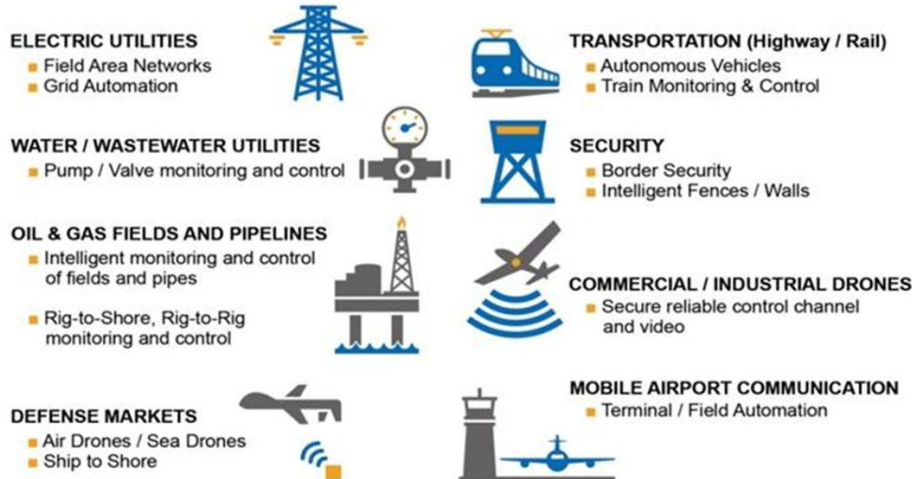 ELECTRIC UTILITIES
Field Area Networks
Grid Automation
WATER / WASTEWATER UTILITIES
Pump / Valve monitoring and control
OIL & GAS FIELDS AND PIPELINES
Intelligent monitoring and control
of fields and pipes
Rig-to-Shore, Rig-to-Rig
monitoring and control
DEFENSE MARKETS
Air Drones / Sea Drones
Ship to Shore
TRANSPORTATION (Highway / Rail)
Autonomous Vehicles
Train Monitoring & Control
SECURITY
Border Security
Intelligent Fences / Walls
COMMERCIAL / INDUSTRIAL DRONES
Secure reliable control channel
and video
MOBILE AIRPORT COMMUNICATION
Terminal / Field Automation